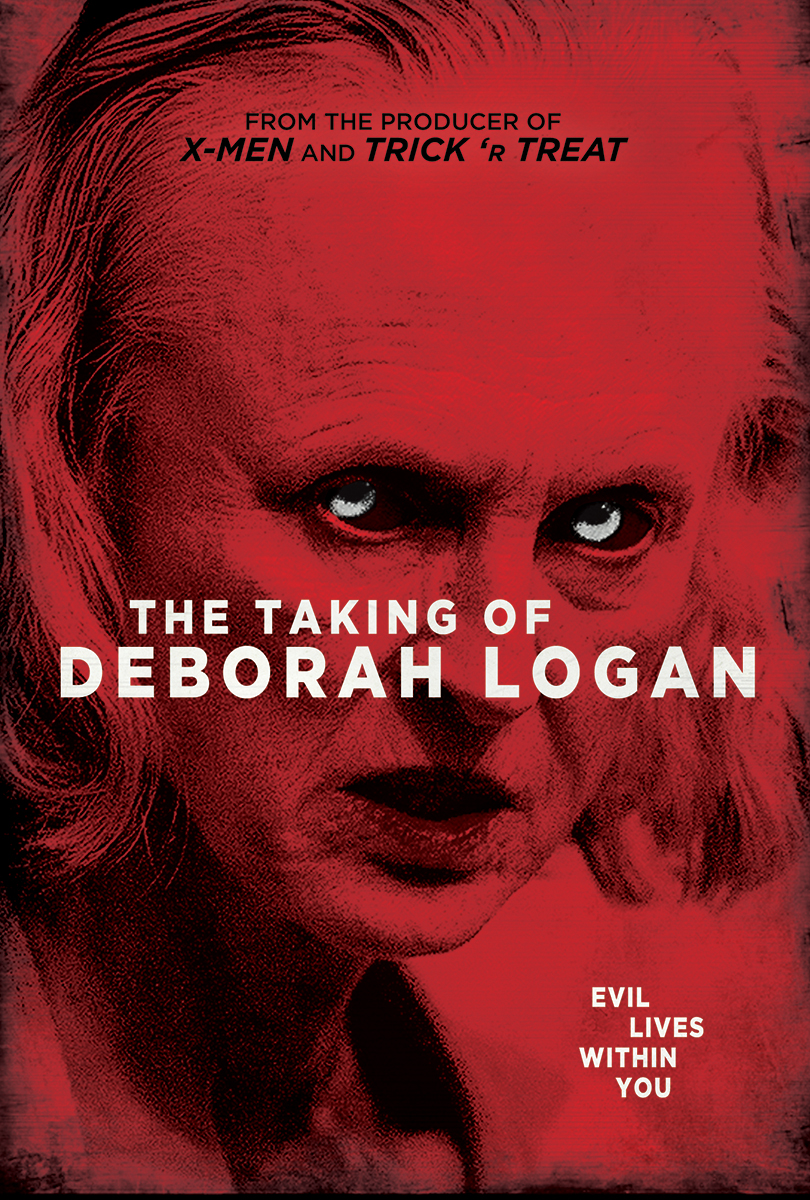 FROM THE PRODUCER OF
X-MEN AND TRICK ‘R TREAT
THE TAKING OF
DEBORAH LOGAN
EVIL
LIVES
WITHIN
YOU